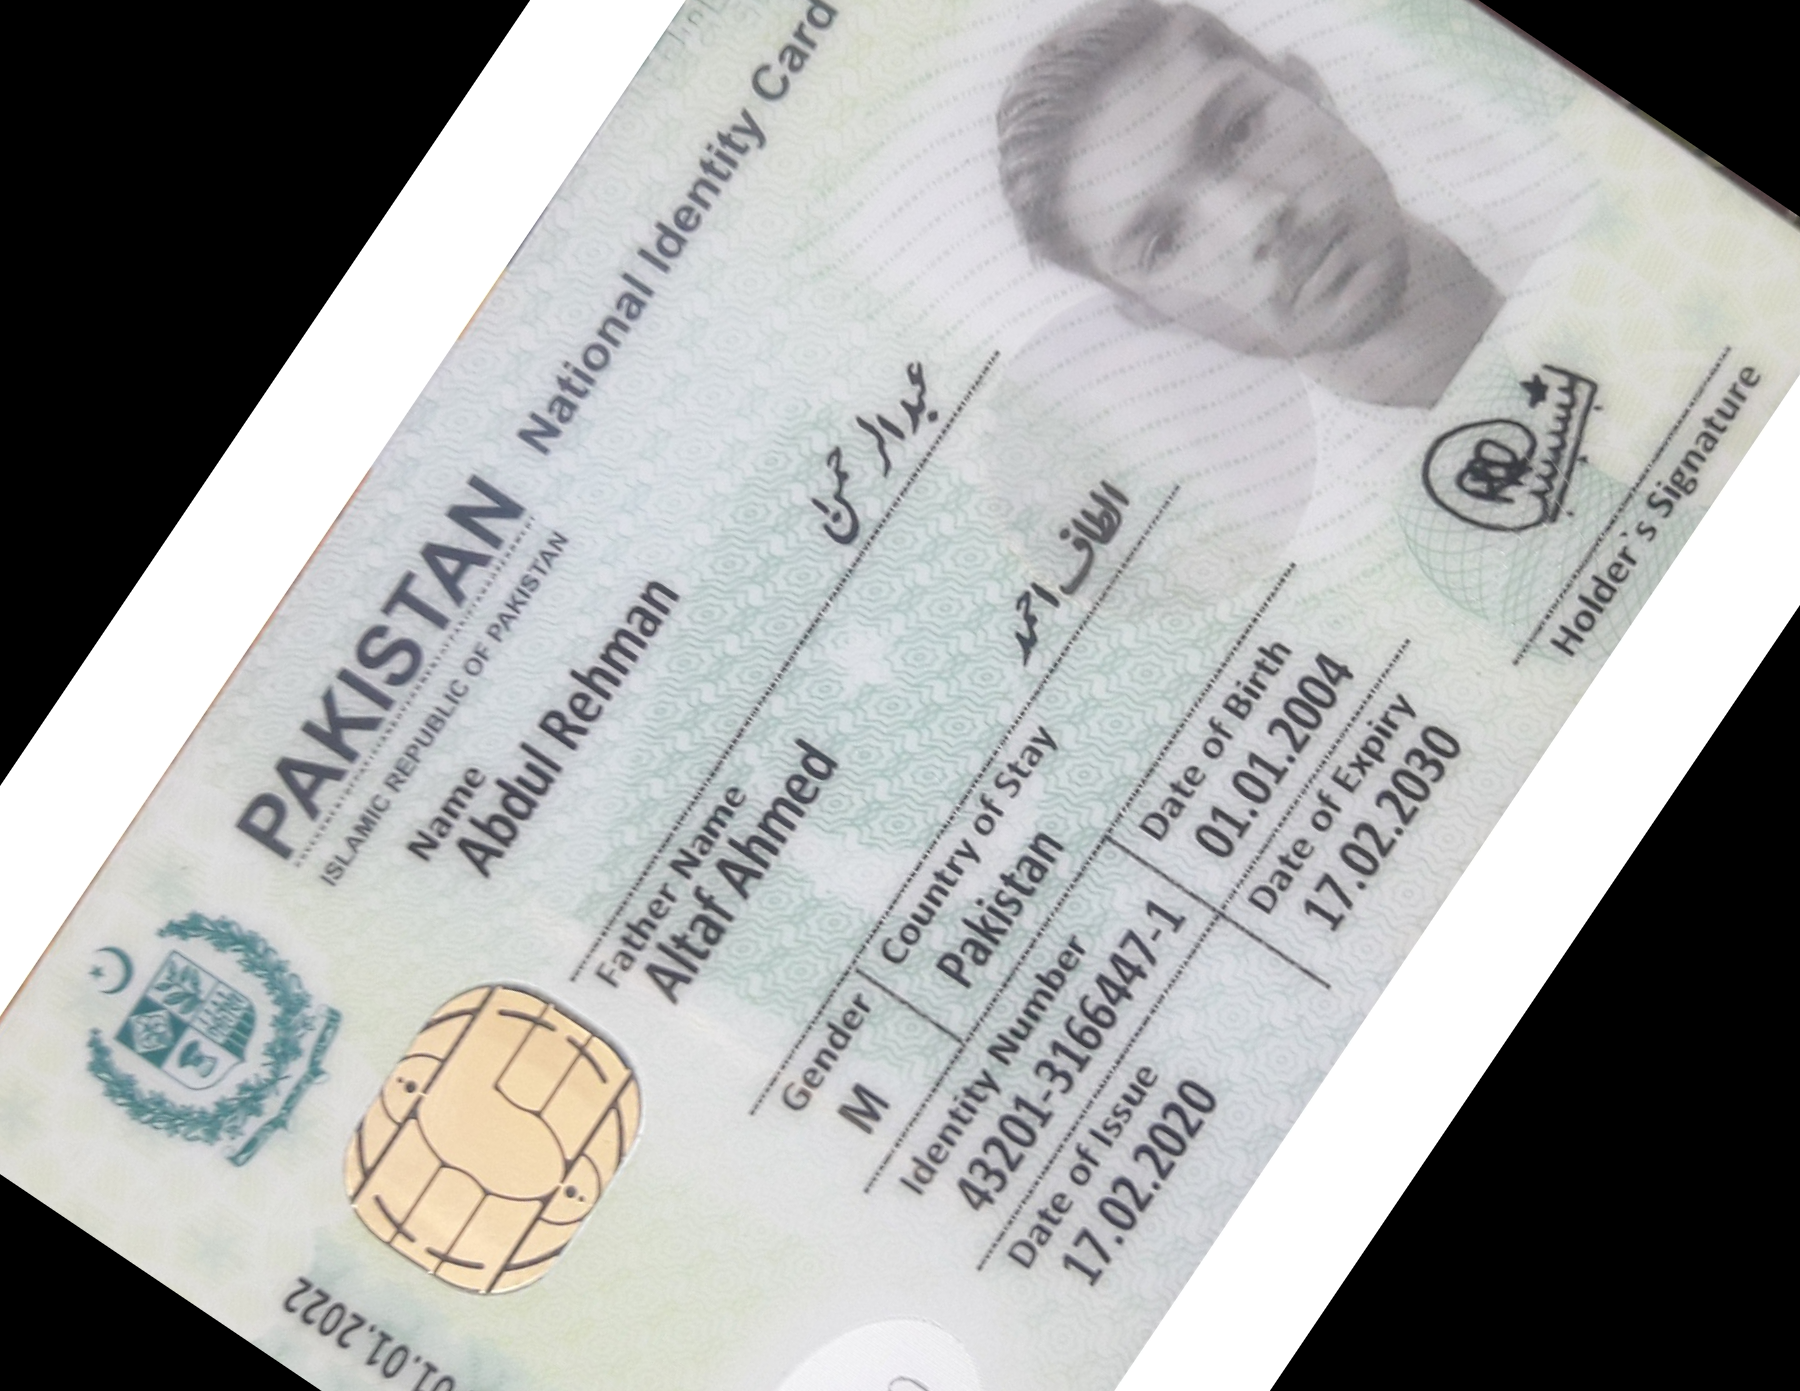 PAKISTAN National Identity Card
ISLAMIC REPUBLIC OF PAKISTAN
Name
Abdul Rehman
عبدالرحمن
Father Name
Altaf Ahmed
الطاف احمد
Gender
Country of Stay
M
Pakistan
Identity Number
Date of Birth
43201-3166447-1
01.01.2004
Date of Issue
Date of Expiry
17.02.2020
17.02.2030
Holder`s Signature
01.01.2022